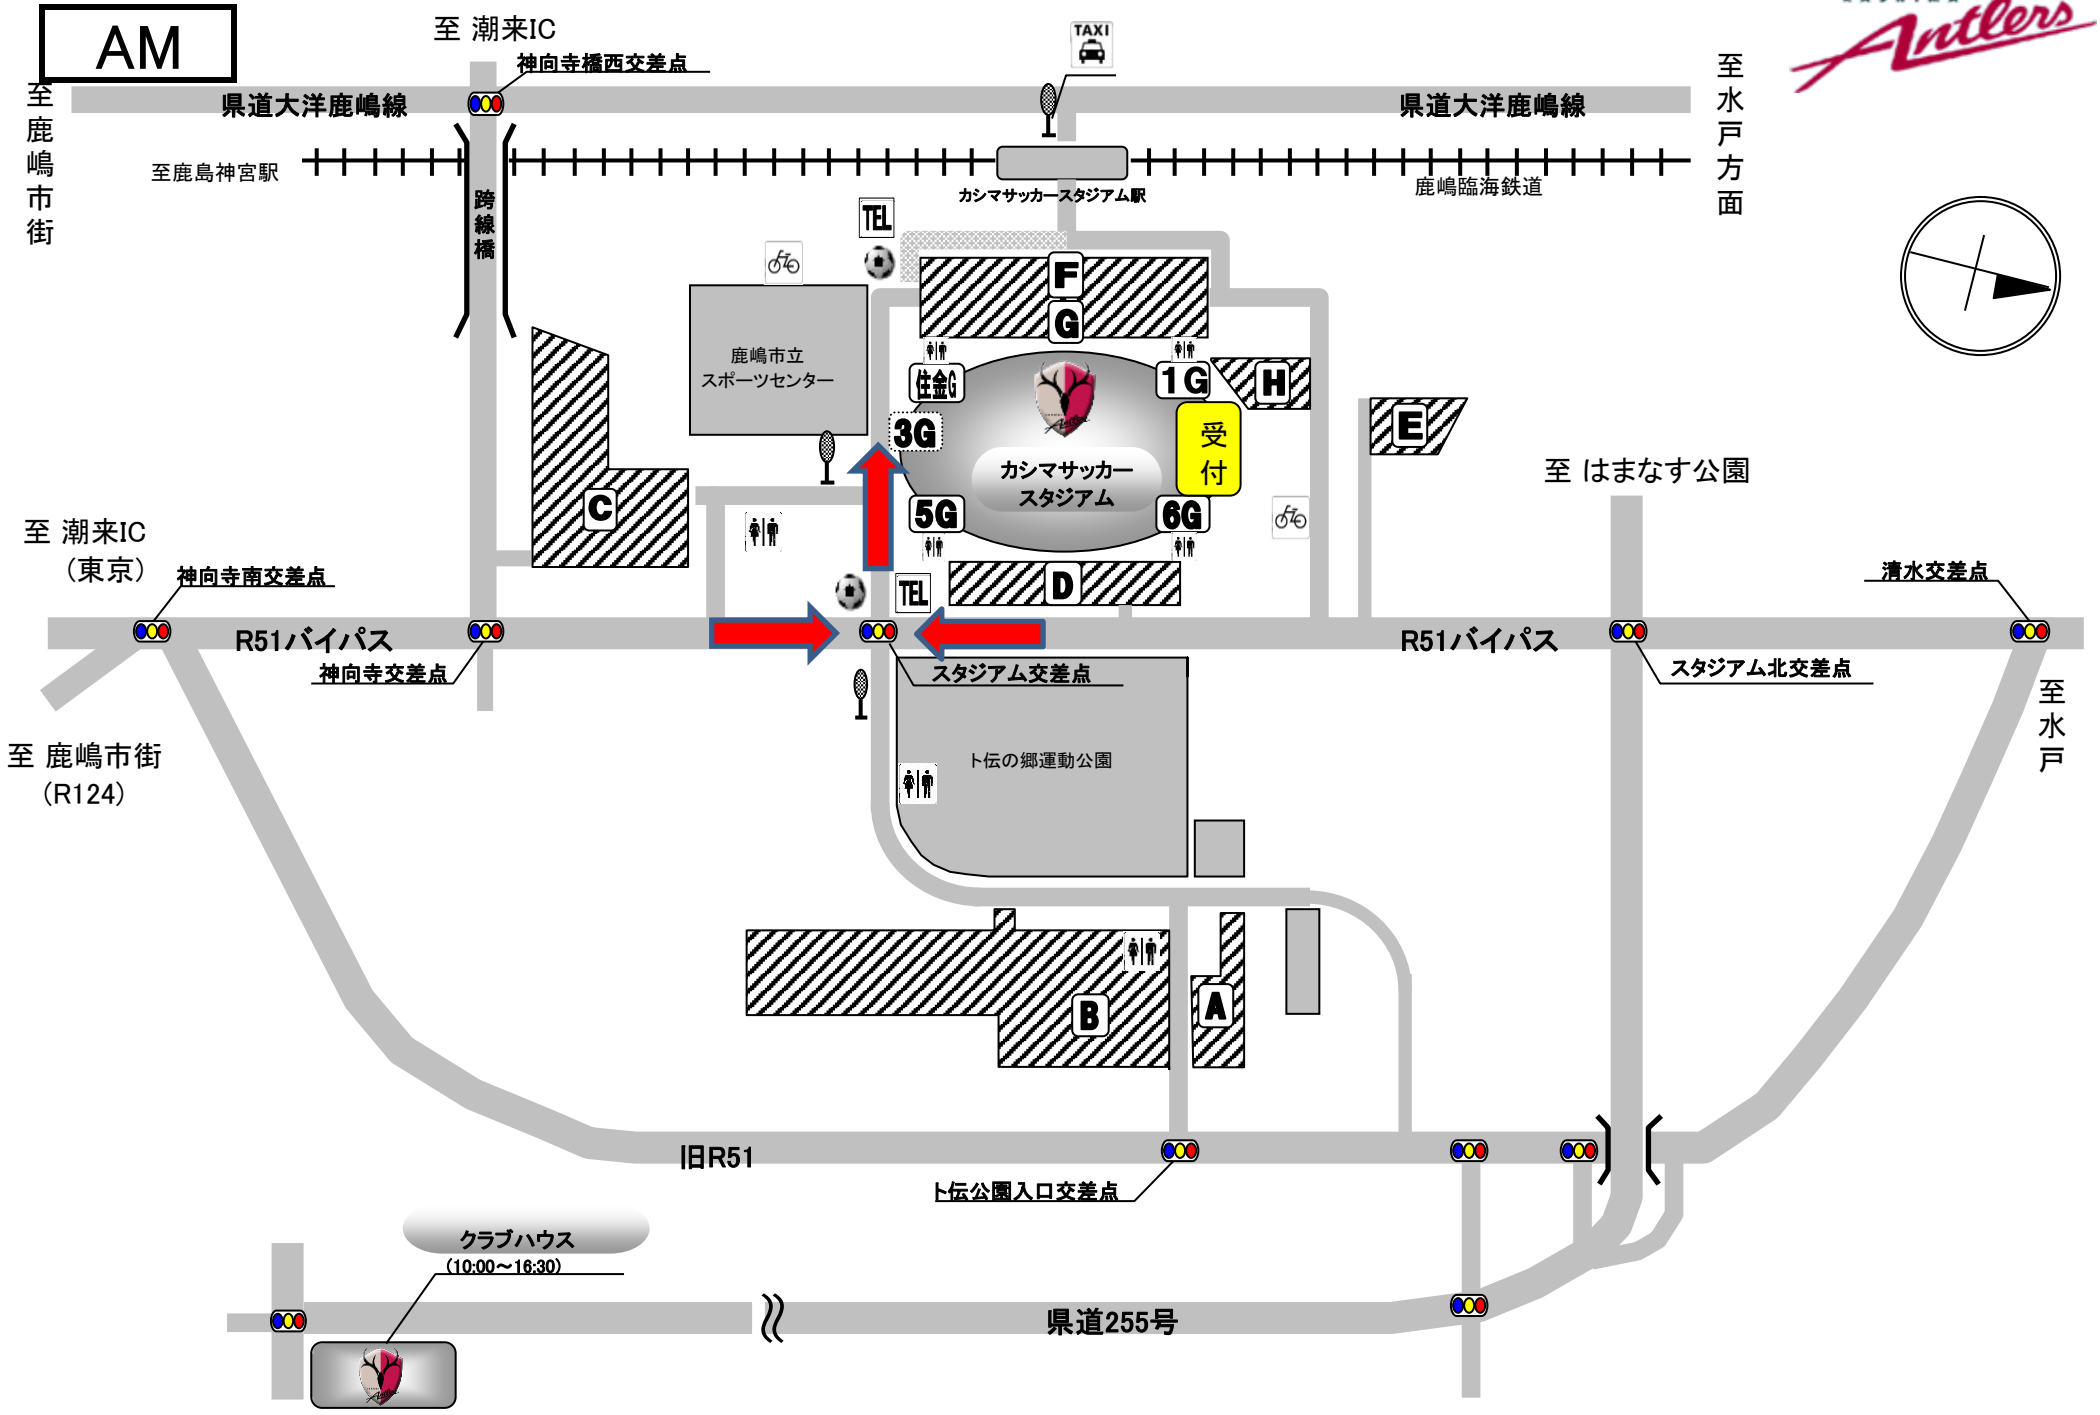 AM
至 潮来IC
神向寺橋西交差点
TAXI
Antlers
至鹿嶋市街
県道大洋鹿嶋線
県道大洋鹿嶋線
至水戸方面
至鹿島神宮駅
跨線橋
カシマサッカースタジアム駅
鹿嶋臨海鉄道
TEL
F
G
鹿嶋市立
スポーツセンター
住金G
1G
H
3G
受付
E
カシマサッカー
スタジアム
至 はまなす公園
C
5G
6G
至 潮来IC
(東京)
神向寺南交差点
D
TEL
清水交差点
R51バイパス
R51バイパス
神向寺交差点
スタジアム交差点
スタジアム北交差点
至水戸
至 鹿嶋市街
(R124)
卜伝の郷運動公園
B
A
旧R51
卜伝公園入口交差点
クラブハウス
(10:00～16:30)
県道255号